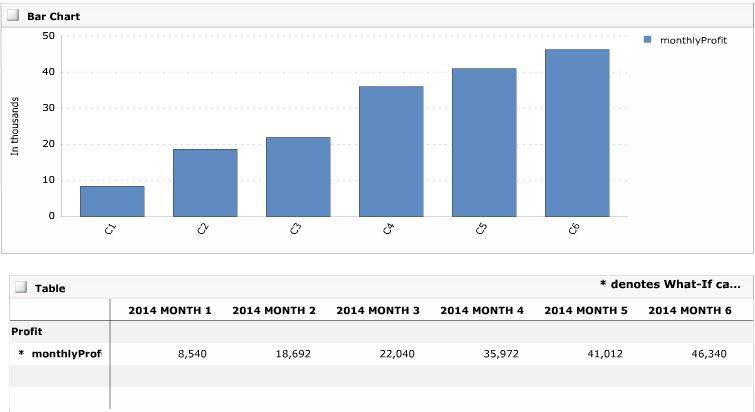 Bar Chart
50
monthlyProfit
40
30
In thousands
20
10
0
C1 C2 C3 C4 C5 C6
* denotes What-If ca...
Table
2014 MONTH 1 2014 MONTH 2 2014 MONTH 3 2014 MONTH 4 2014 MONTH 5 2014 MONTH 6
Profit
* monthlyProfi 8,540 18,692 22,040 35,972 41,012 46,340